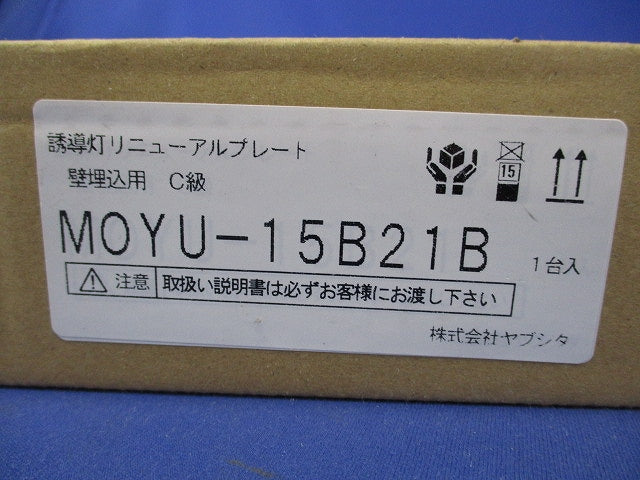 誘導灯リニューアルプレート
壁埋込用 C級
15
MOYU-15B21B
1台入
注意 取扱い説明書は必ずお客様にお渡し下さい
株式会社ヤブシタ